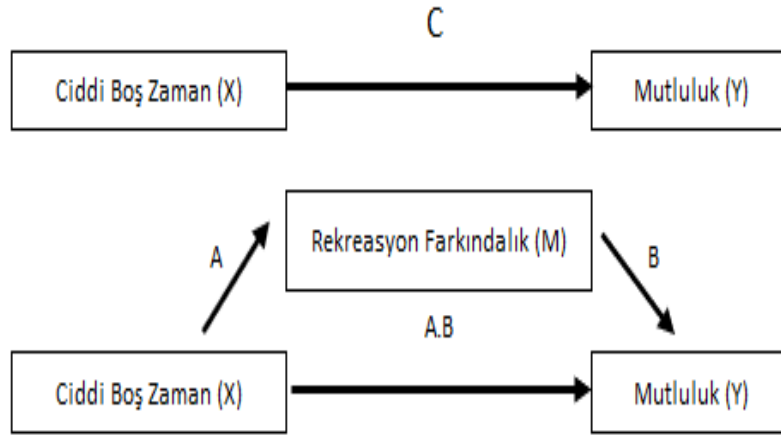 C
Ciddi Boş Zaman (X)
Mutluluk (Y)
Rekreasyon Farkındalık (M)
A
B
A.B
Ciddi Boş Zaman (X)
Mutluluk (Y)